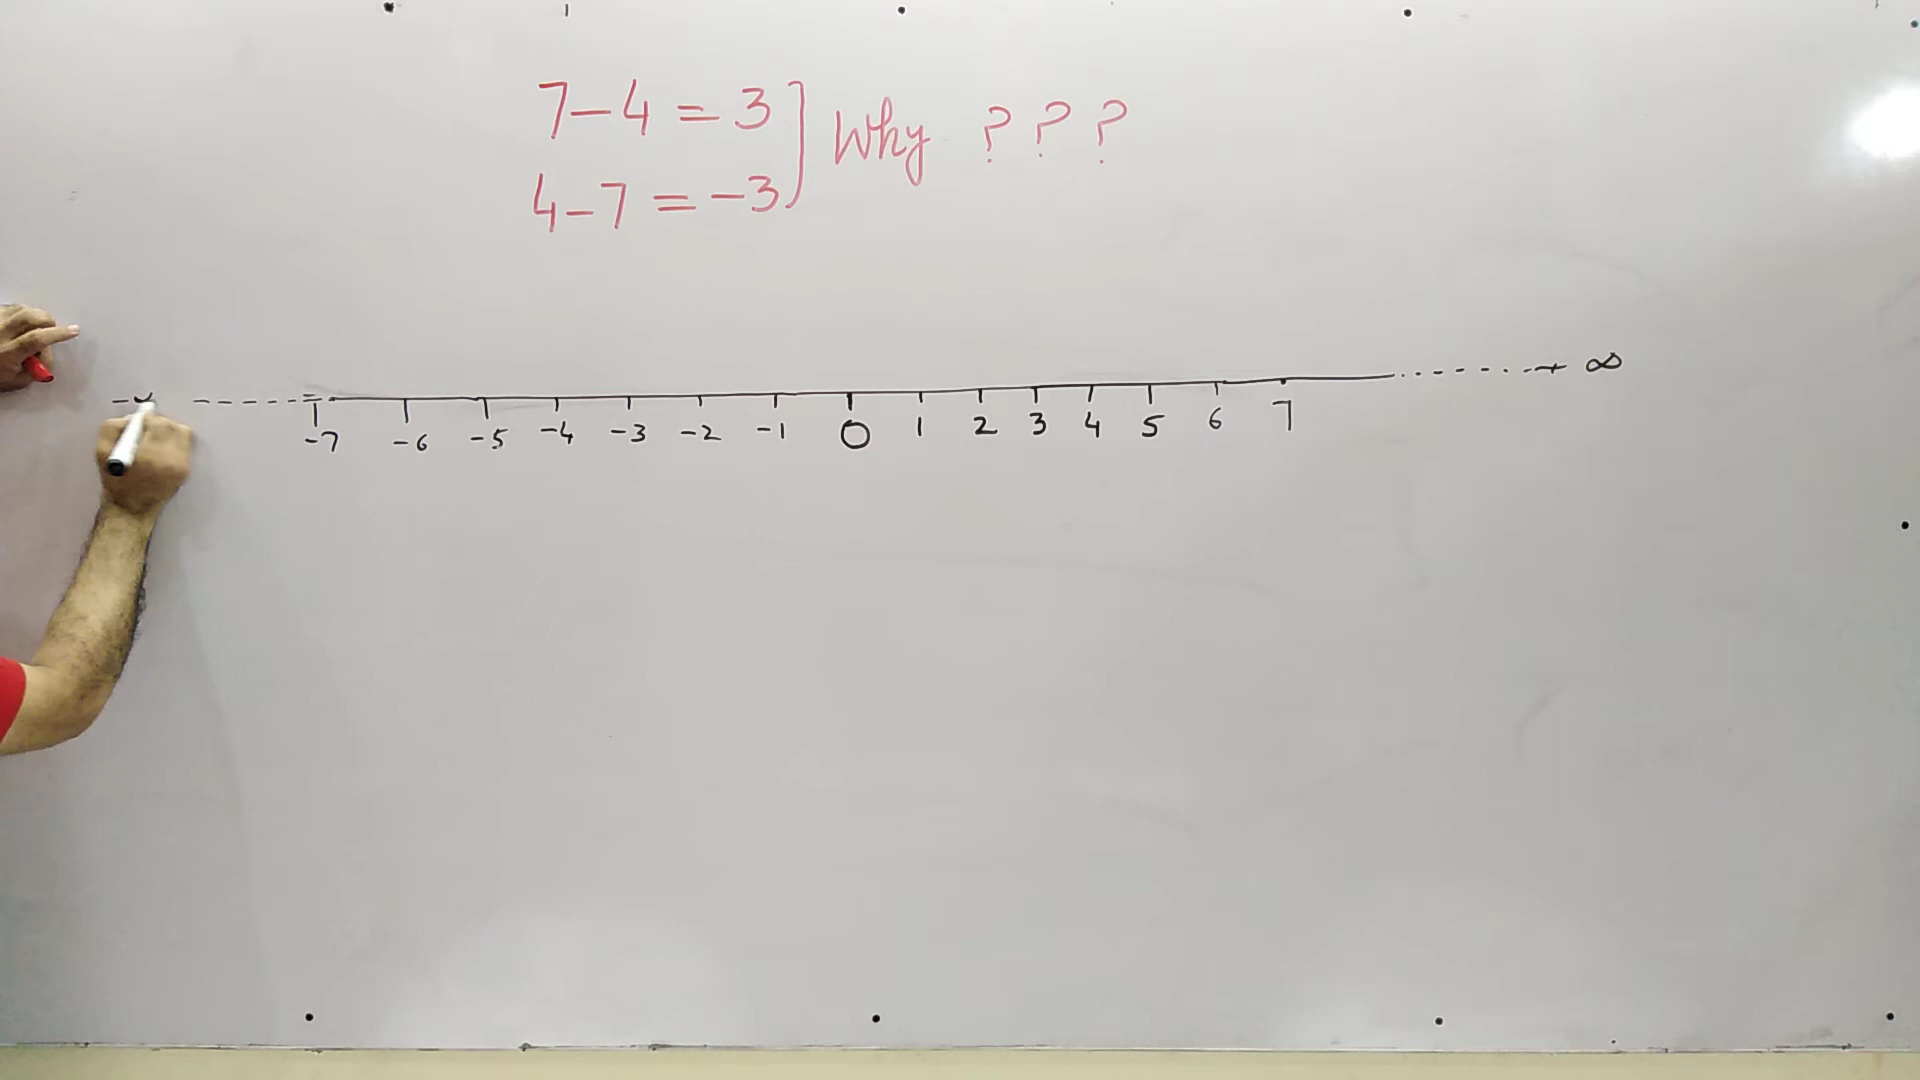 7-4 = 3
4-7 = -3
Why ? ? ?
∞
-7 -6 -5 -4 -3 -2 -1 0 1 2 3 4 5 6 7